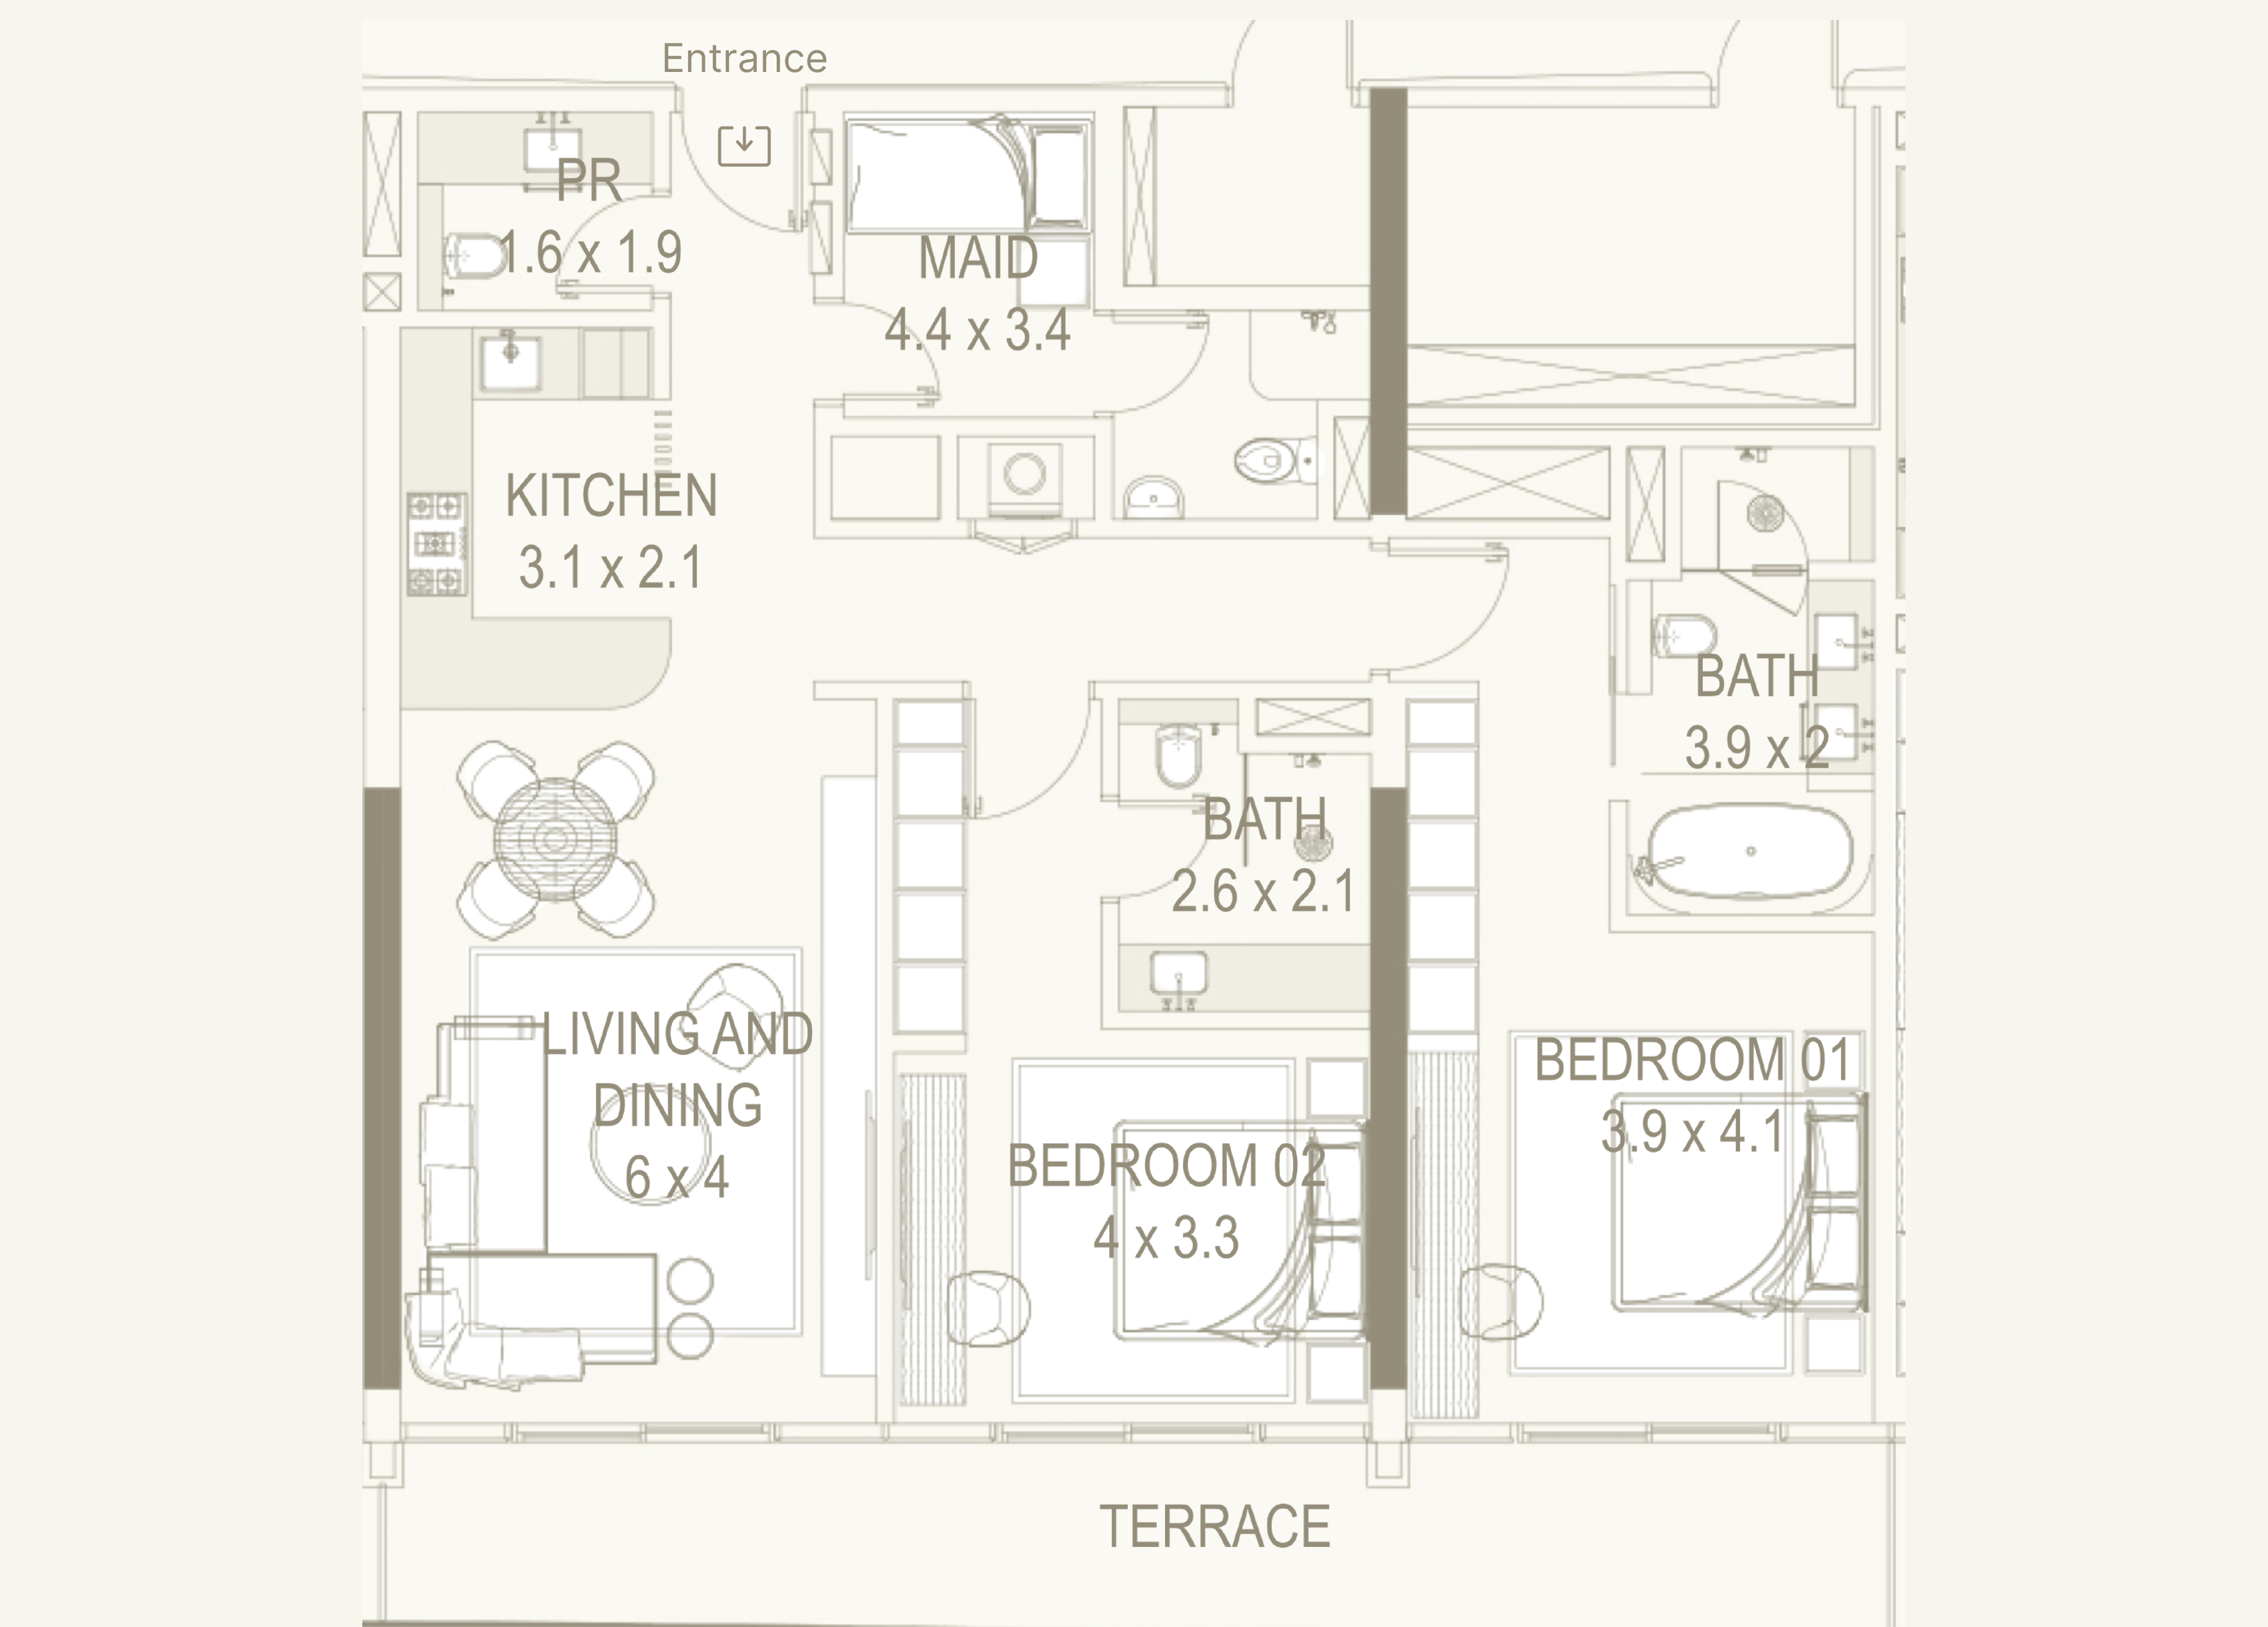 Entrance
PR
1.6 x 1.9
MAID
4.4 x 3.4
KITCHEN
3.1 x 2.1
BATH
3.9 x 2
BATH
2.6 x 2.1
LIVING AND
DINING
6 x 4
BEDROOM 02
4 x 3.3
BEDROOM 01
3.9 x 4.1
TERRACE